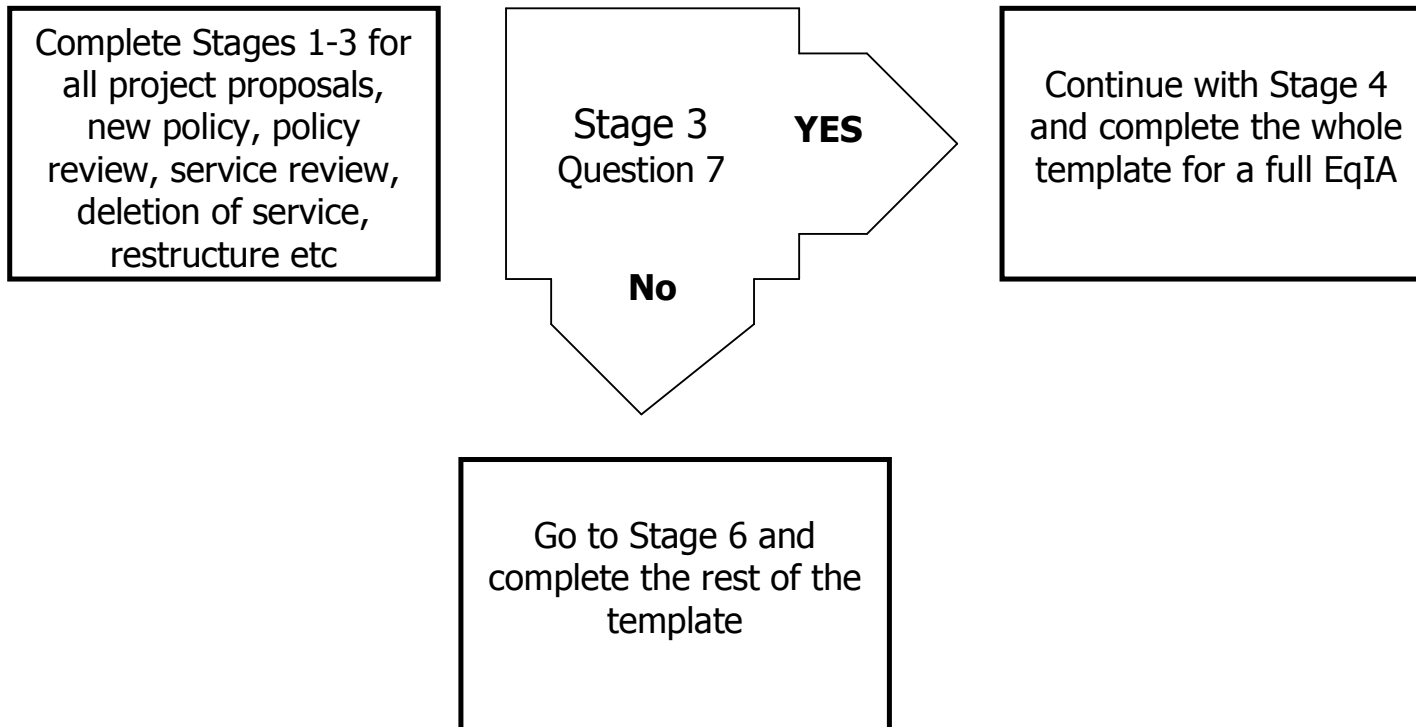 Complete Stages 1-3 for
all project proposals,
new policy, policy
review, service review,
deletion of service,
restructure etc
Stage 3
Question 7
YES
No
Continue with Stage 4
and complete the whole
template for a full EqIA
Go to Stage 6 and
complete the rest of the
template